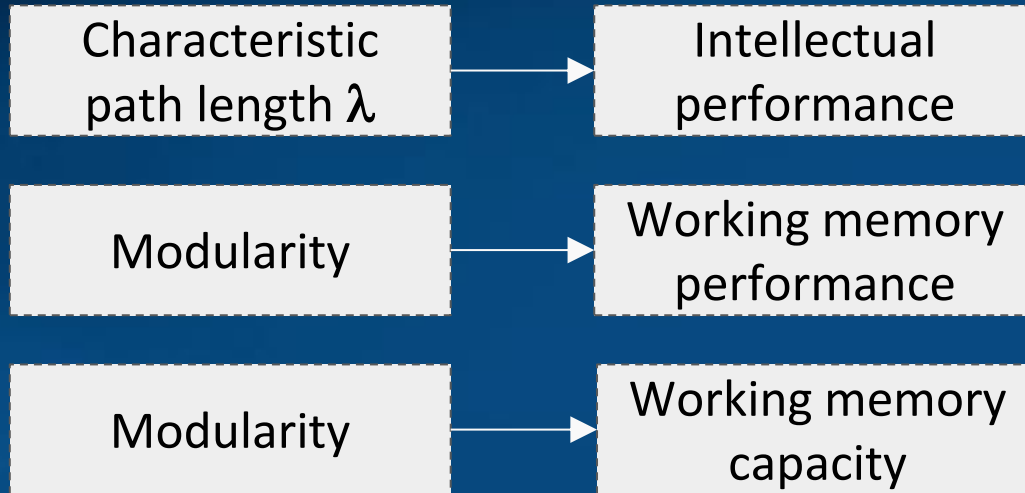 Characteristic
path length λ
Intellectual
performance
Modularity
Working memory
performance
Modularity
Working memory
capacity